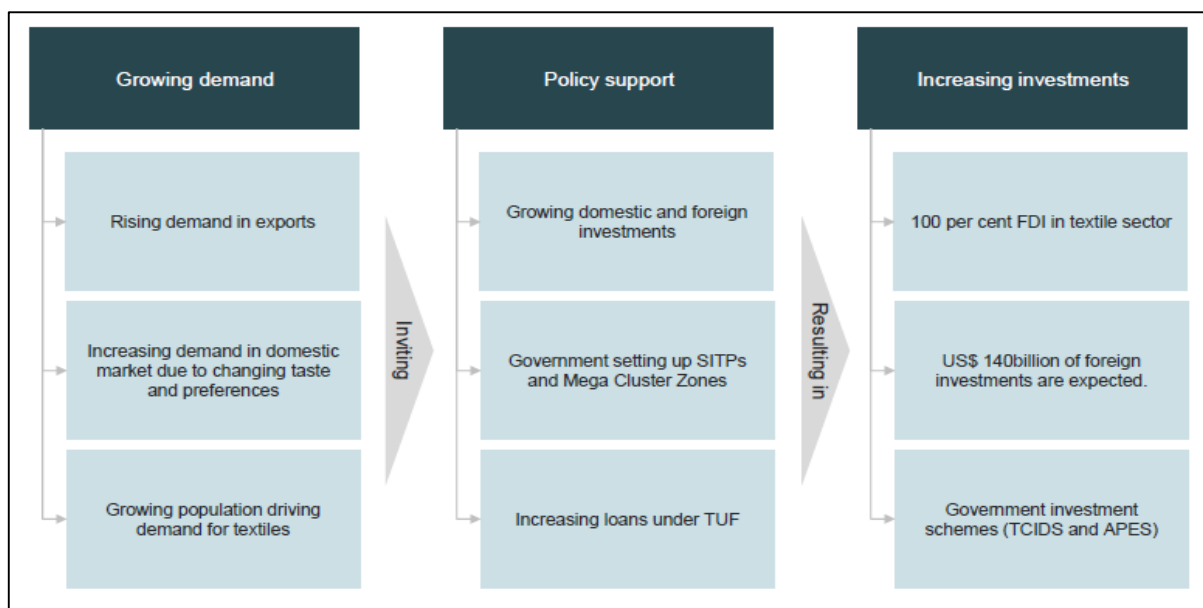 Growing demand
Rising demand in exports
Increasing demand in domestic
market due to changing taste
and preferences
Growing population driving
demand for textiles
Inviting
Policy support
Growing domestic and foreign
investments
Government setting up SITPs
and Mega Cluster Zones
Increasing loans under TUF
Resulting in
Increasing investments
100 per cent FDI in textile sector
US$ 140billion of foreign
investments are expected.
Government investment
schemes (TCIDS and APES)